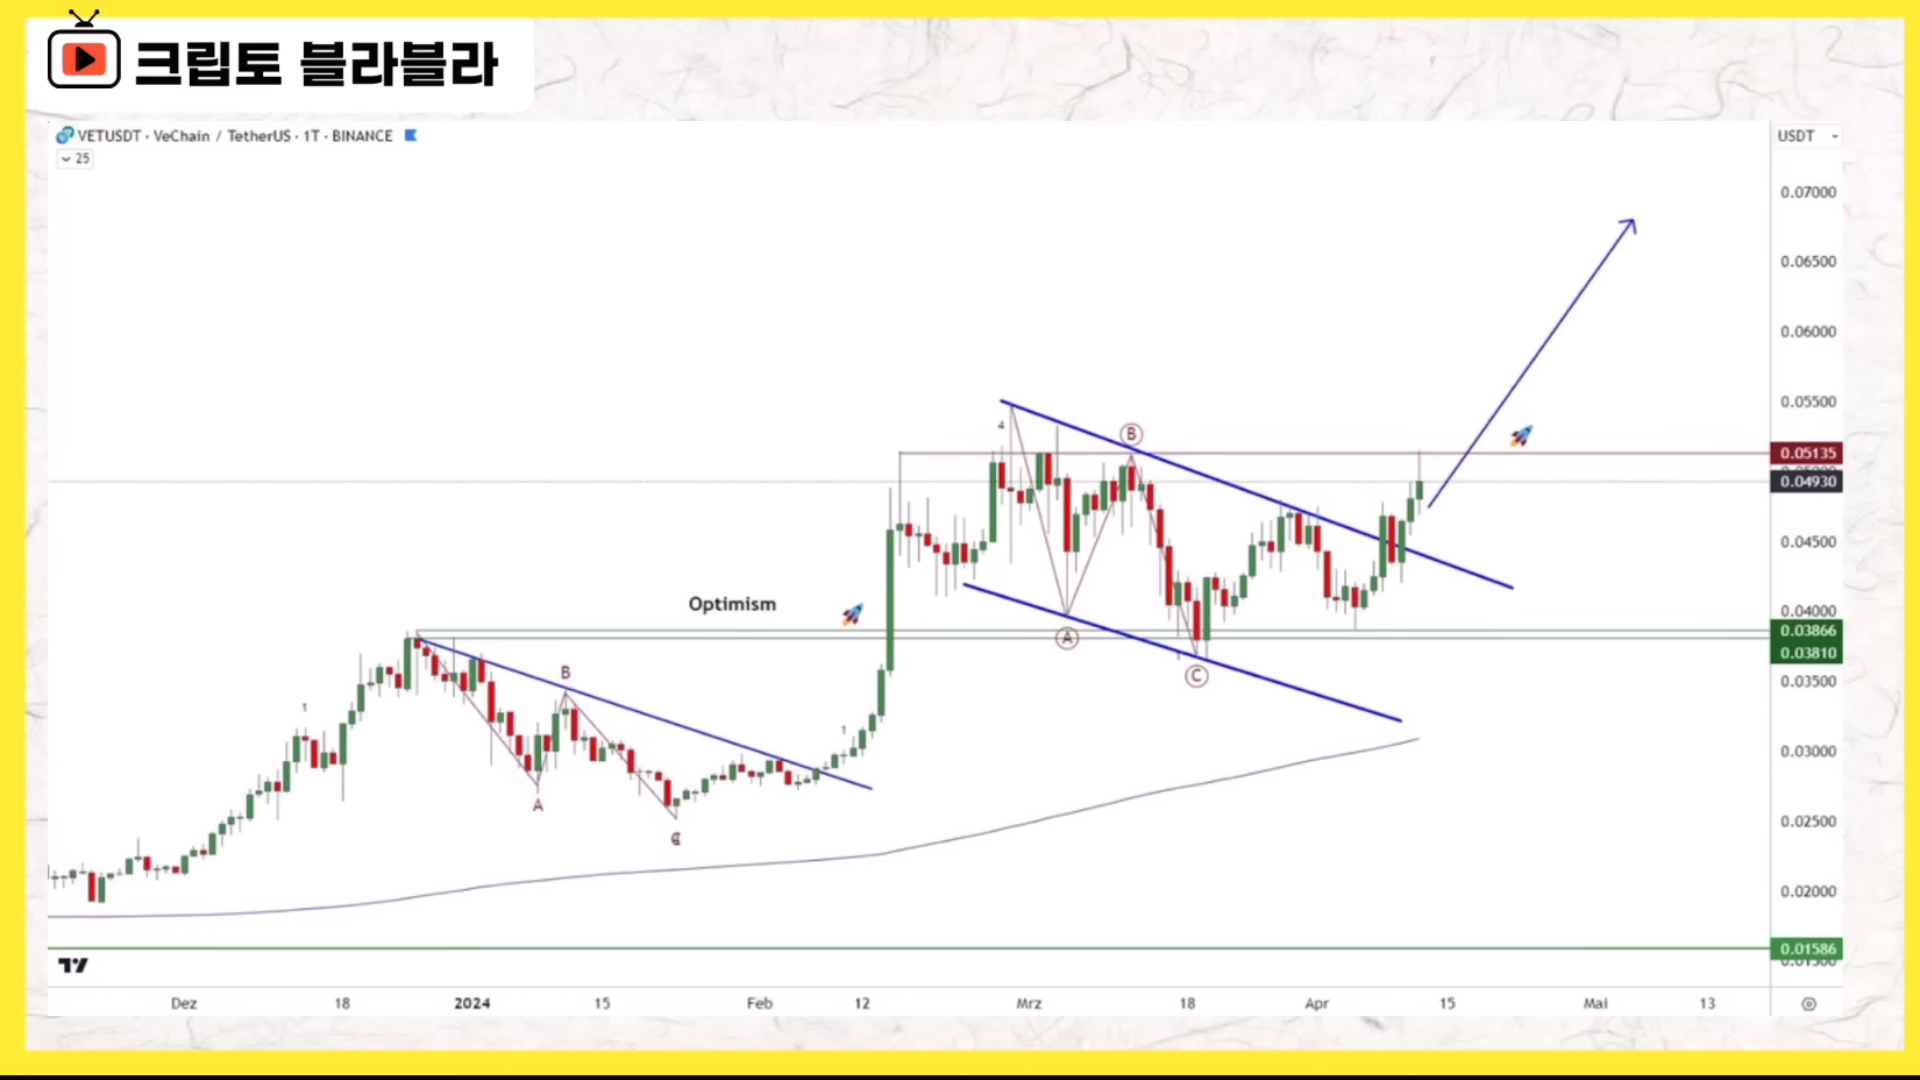 크립토 블라블라
VETUSDT · VeChain / TetherUS · 1T · BINANCE
USDT
25
0.07000
0.06500
0.06000
0.05500
4
B
0.05135
0.04930
0.04500
Optimism
0.04000
0.03866
A
0.03810
B
C
0.03500
1
1
0.03000
A
0.02500
C
0.02000
0.01586
Dez
18
2024
15
Feb
12
Mrz
18
Apr
15
Mai
13